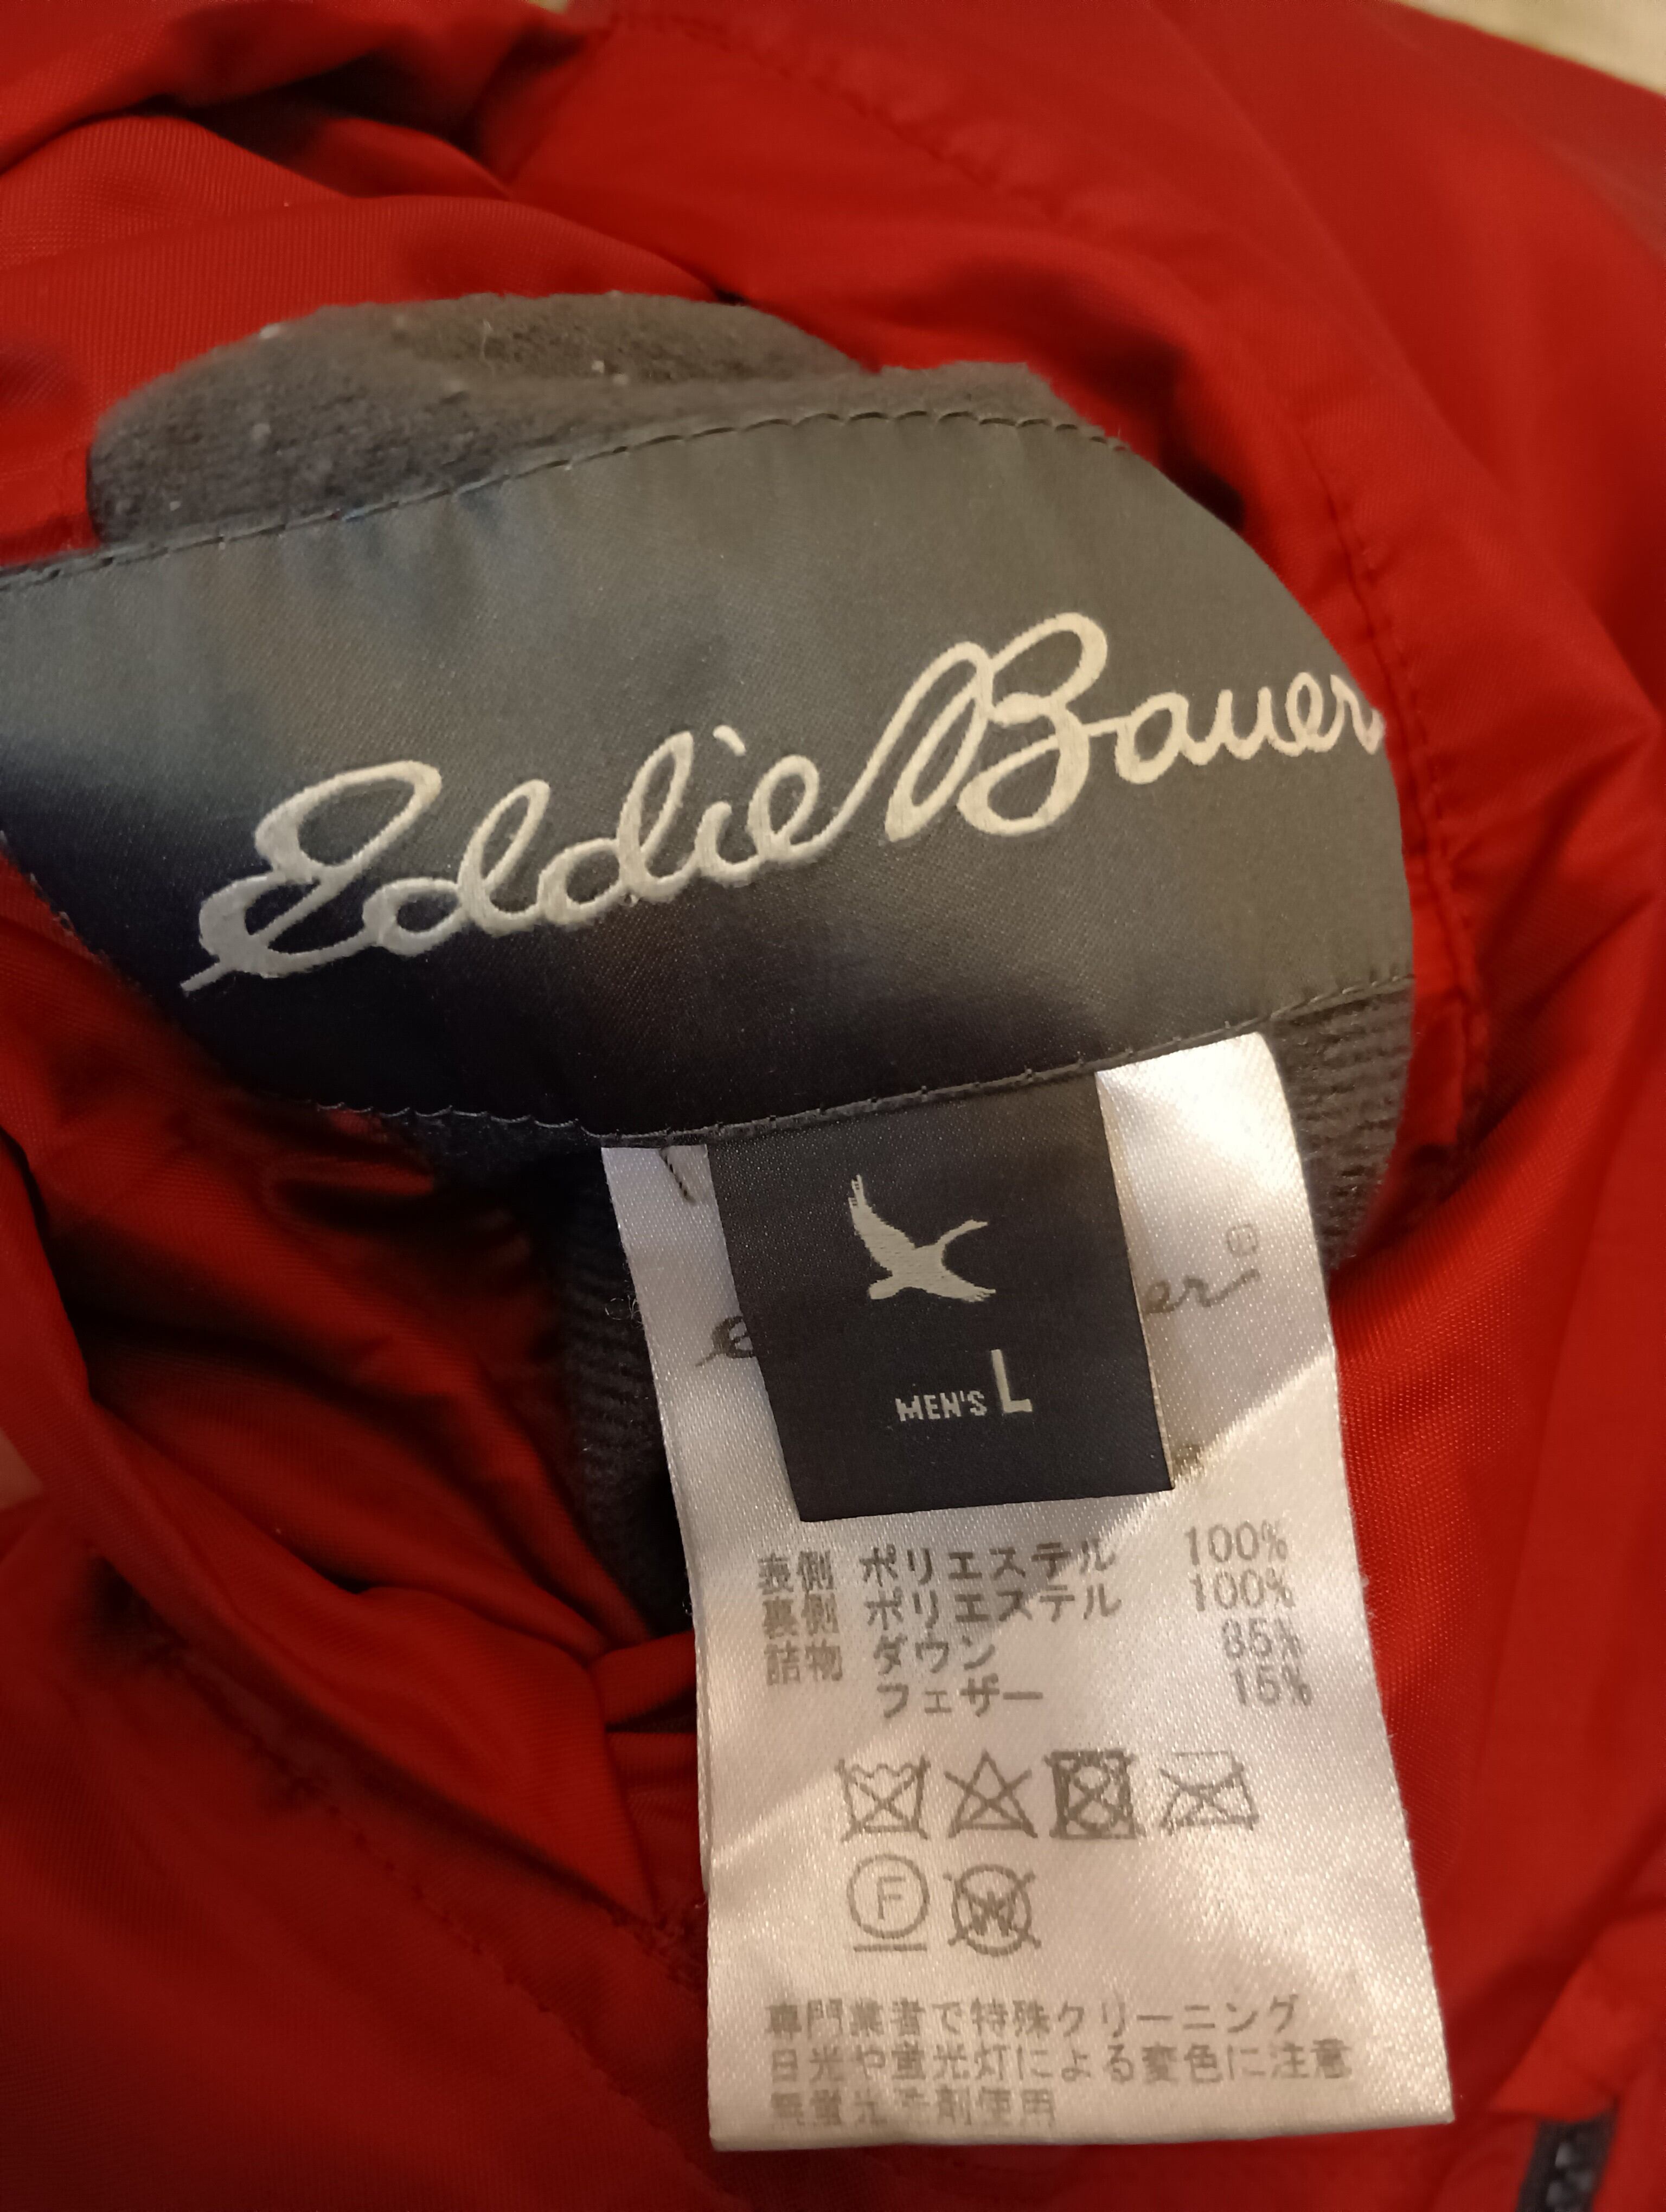 Eddie Bauer
MEN'S L
er®
表側 ポリエステル 100%
裏側 ポリエステル 100%
詰物 ダウン 85%
フェザー 15%
F
W
専門業者で特殊クリーニング
日光や蛍光灯による変色に注意
無蛍光洗剤使用